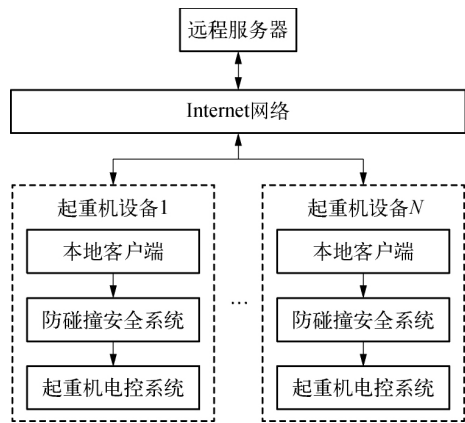 远程服务器
Internet网络
起重机设备1
本地客户端
防碰撞安全系统
起重机电控系统
…
起重机设备N
本地客户端
防碰撞安全系统
起重机电控系统